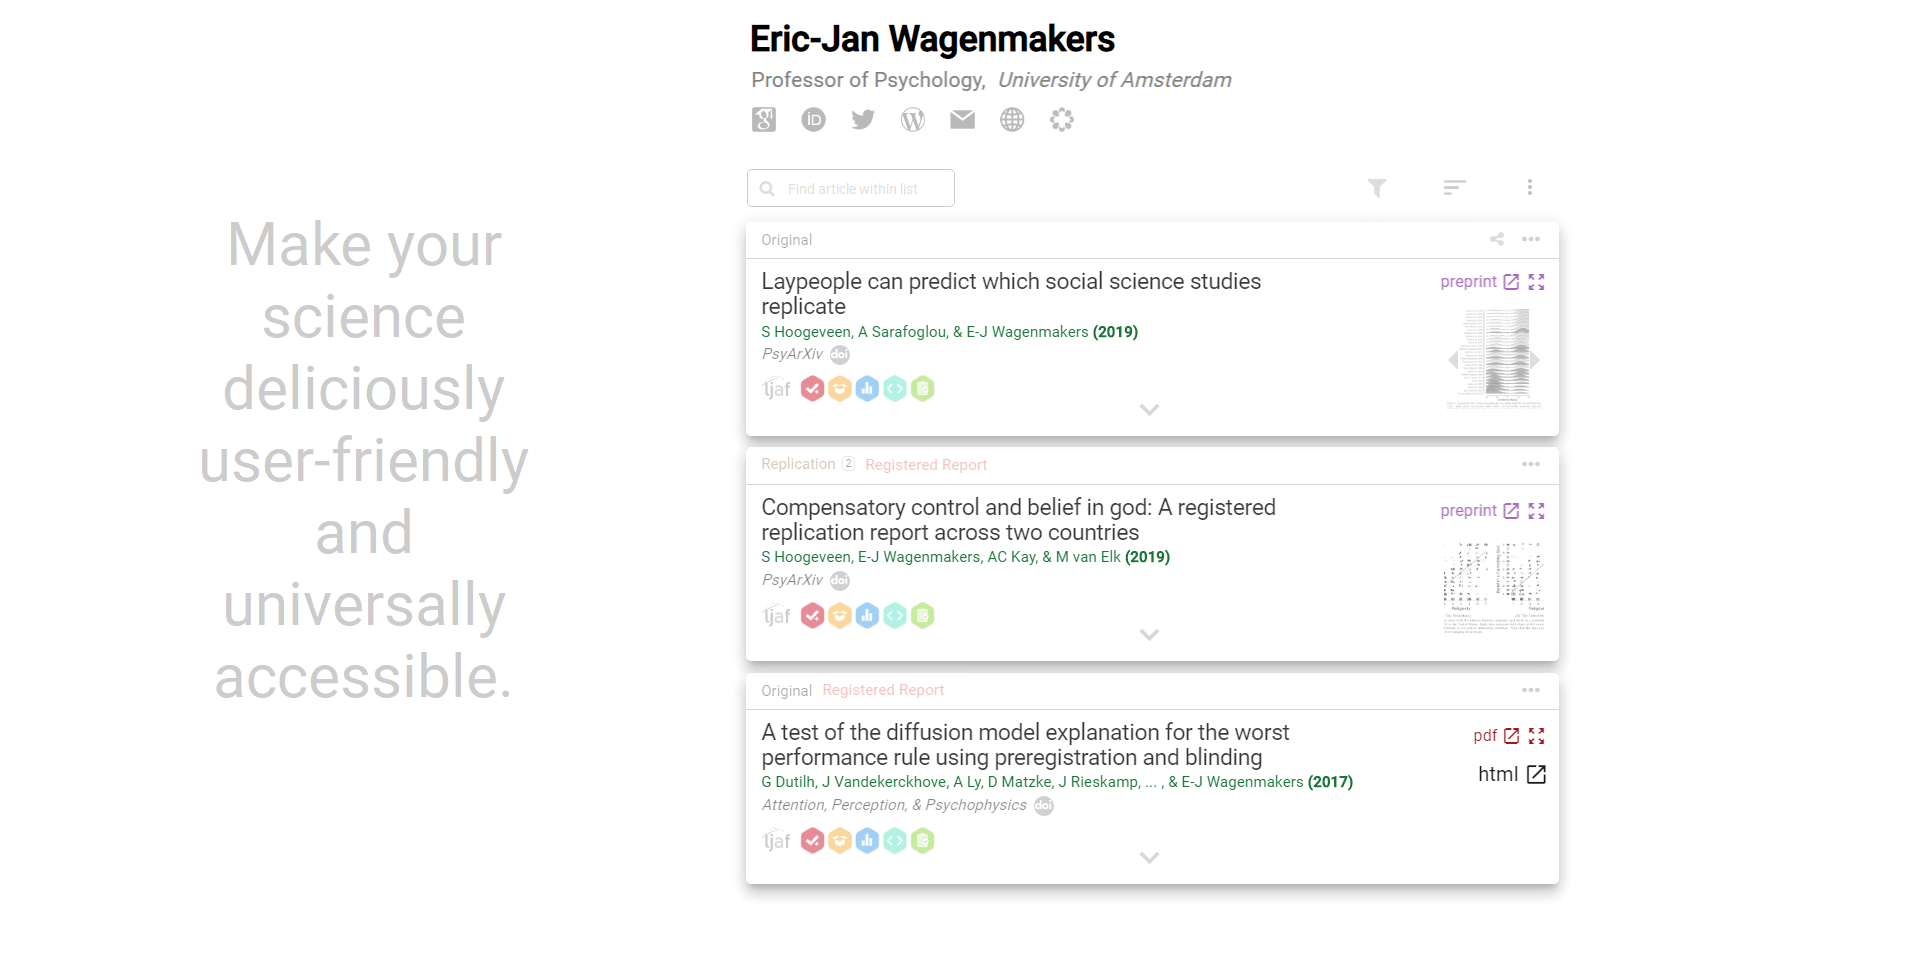 Make your
science
deliciously
user-friendly
and
universally
accessible.
Eric-Jan Wagenmakers
Professor of Psychology, University of Amsterdam
Find article within list
Original
Laypeople can predict which social science studies
replicate
preprint
S Hoogeveen, A Sarafoglou, & E-J Wagenmakers (2019)
PsyArXiv doi
ljaf
Replication 2 Registered Report
Compensatory control and belief in god: A registered
replication report across two countries
preprint
S Hoogeveen, E-J Wagenmakers, AC Kay, & M van Elk (2019)
PsyArXiv doi
ljaf
Original Registered Report
A test of the diffusion model explanation for the worst
performance rule using preregistration and blinding
pdf
html
G Dutilh, J Vandekerckhove, A Ly, D Matzke, J Rieskamp, ... , & E-J Wagenmakers (2017)
Attention, Perception, & Psychophysics doi
ljaf